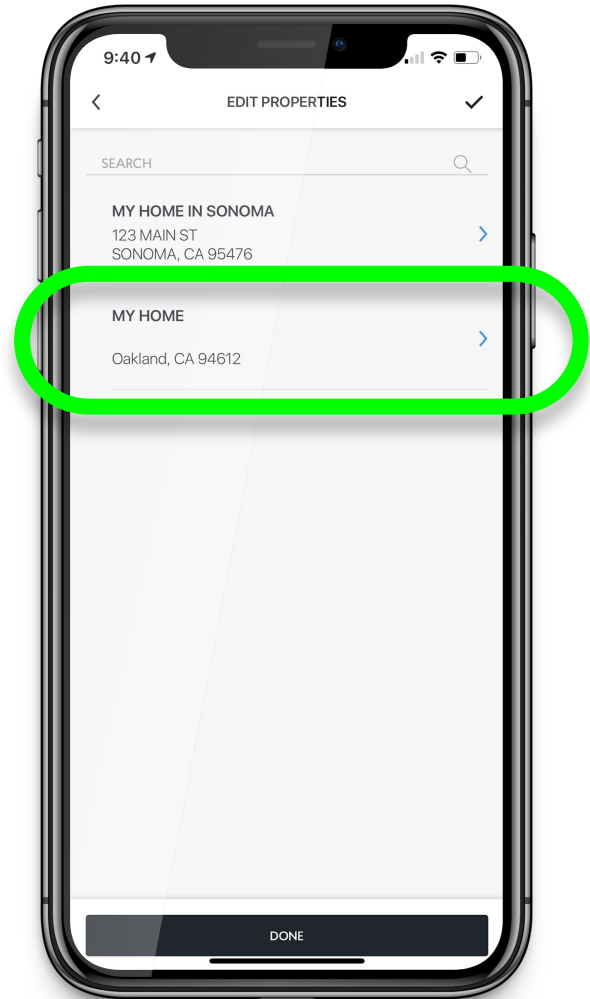 9:40
EDIT PROPERTIES
SEARCH
MY HOME IN SONOMA
123 MAIN ST
SONOMA, CA 95476
MY HOME
Oakland, CA 94612
DONE